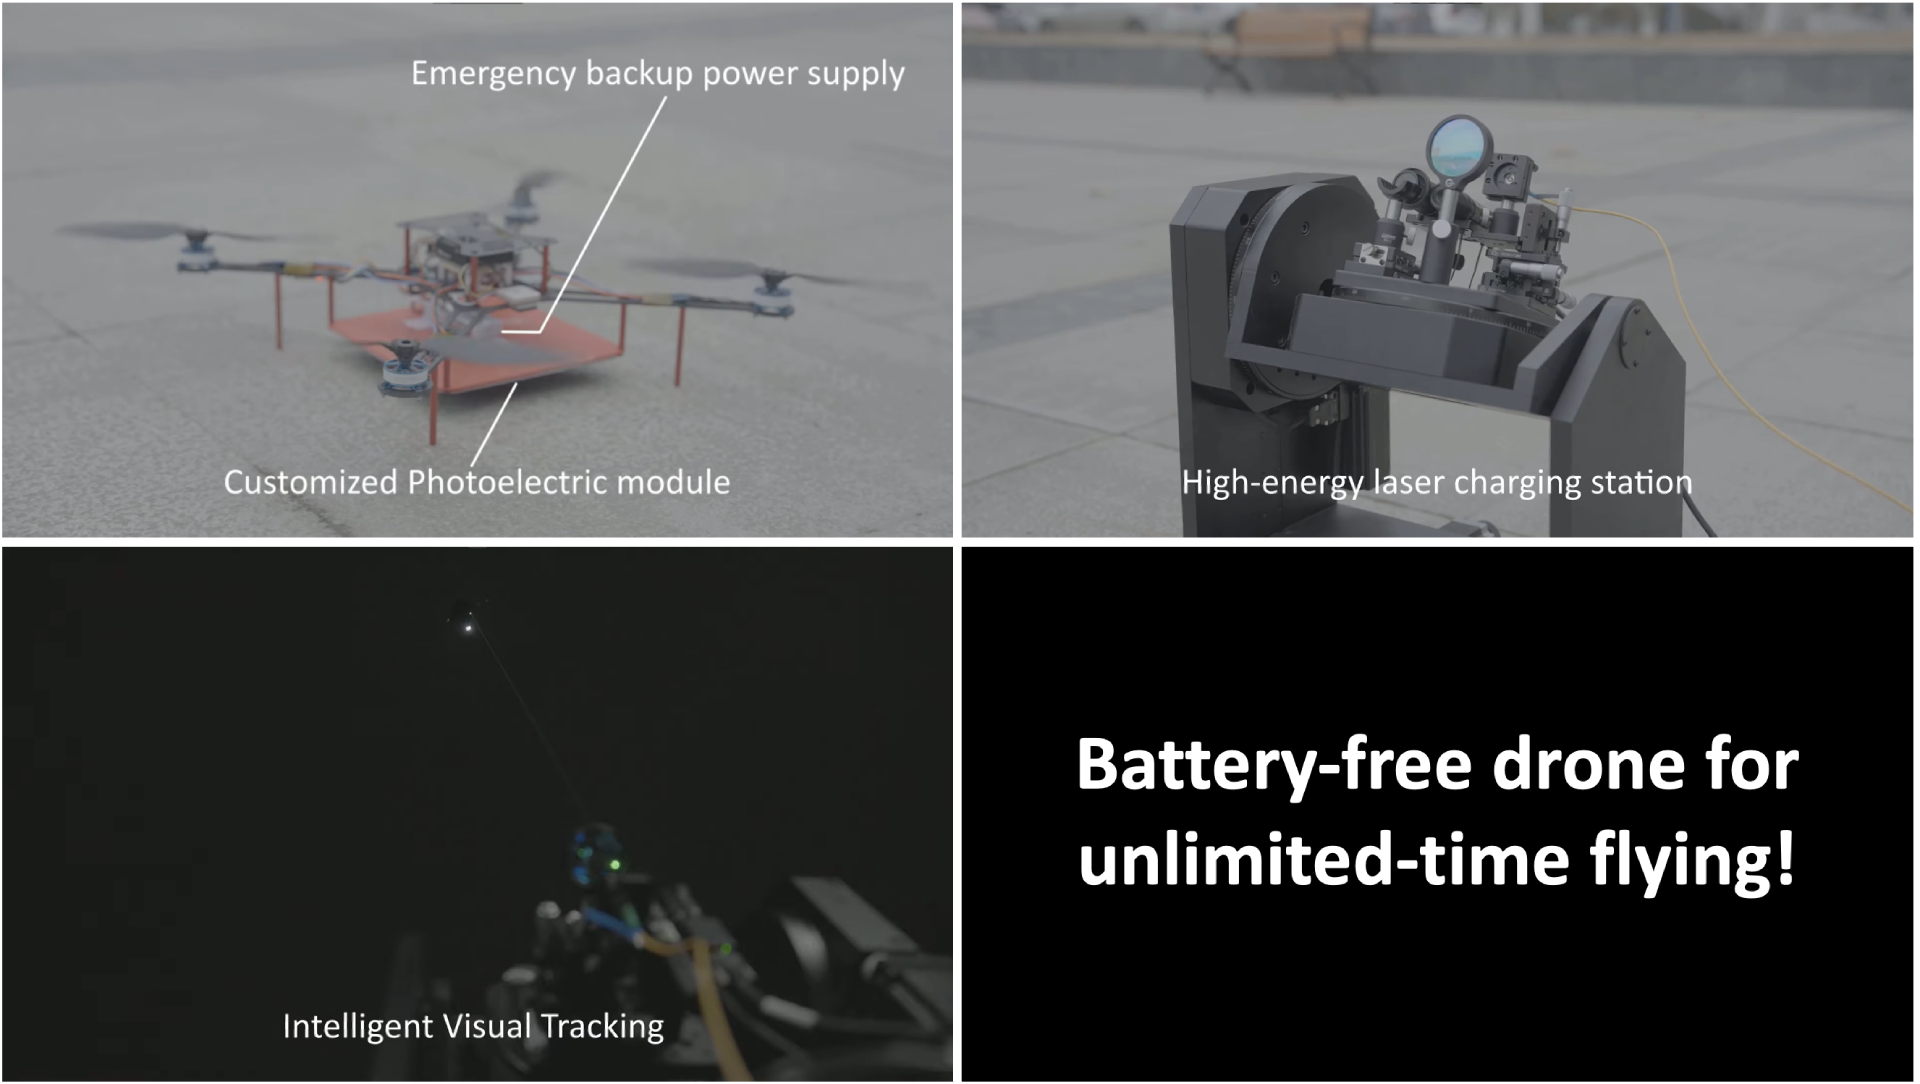 Emergency backup power supply
Customized Photoelectric module
High-energy laser charging station
Intelligent Visual Tracking
Battery-free drone for
unlimited-time flying!